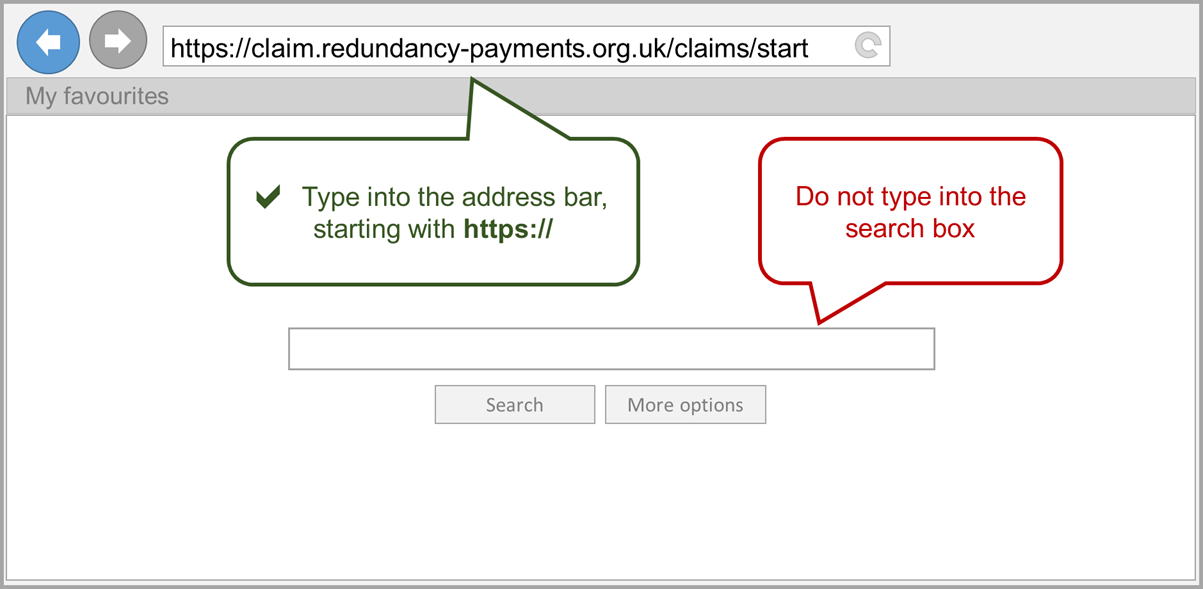 https://claim.redundancy-payments.org.uk/claims/start
My favourites
Type into the address bar,
starting with https://
Do not type into the
search box
Search
More options